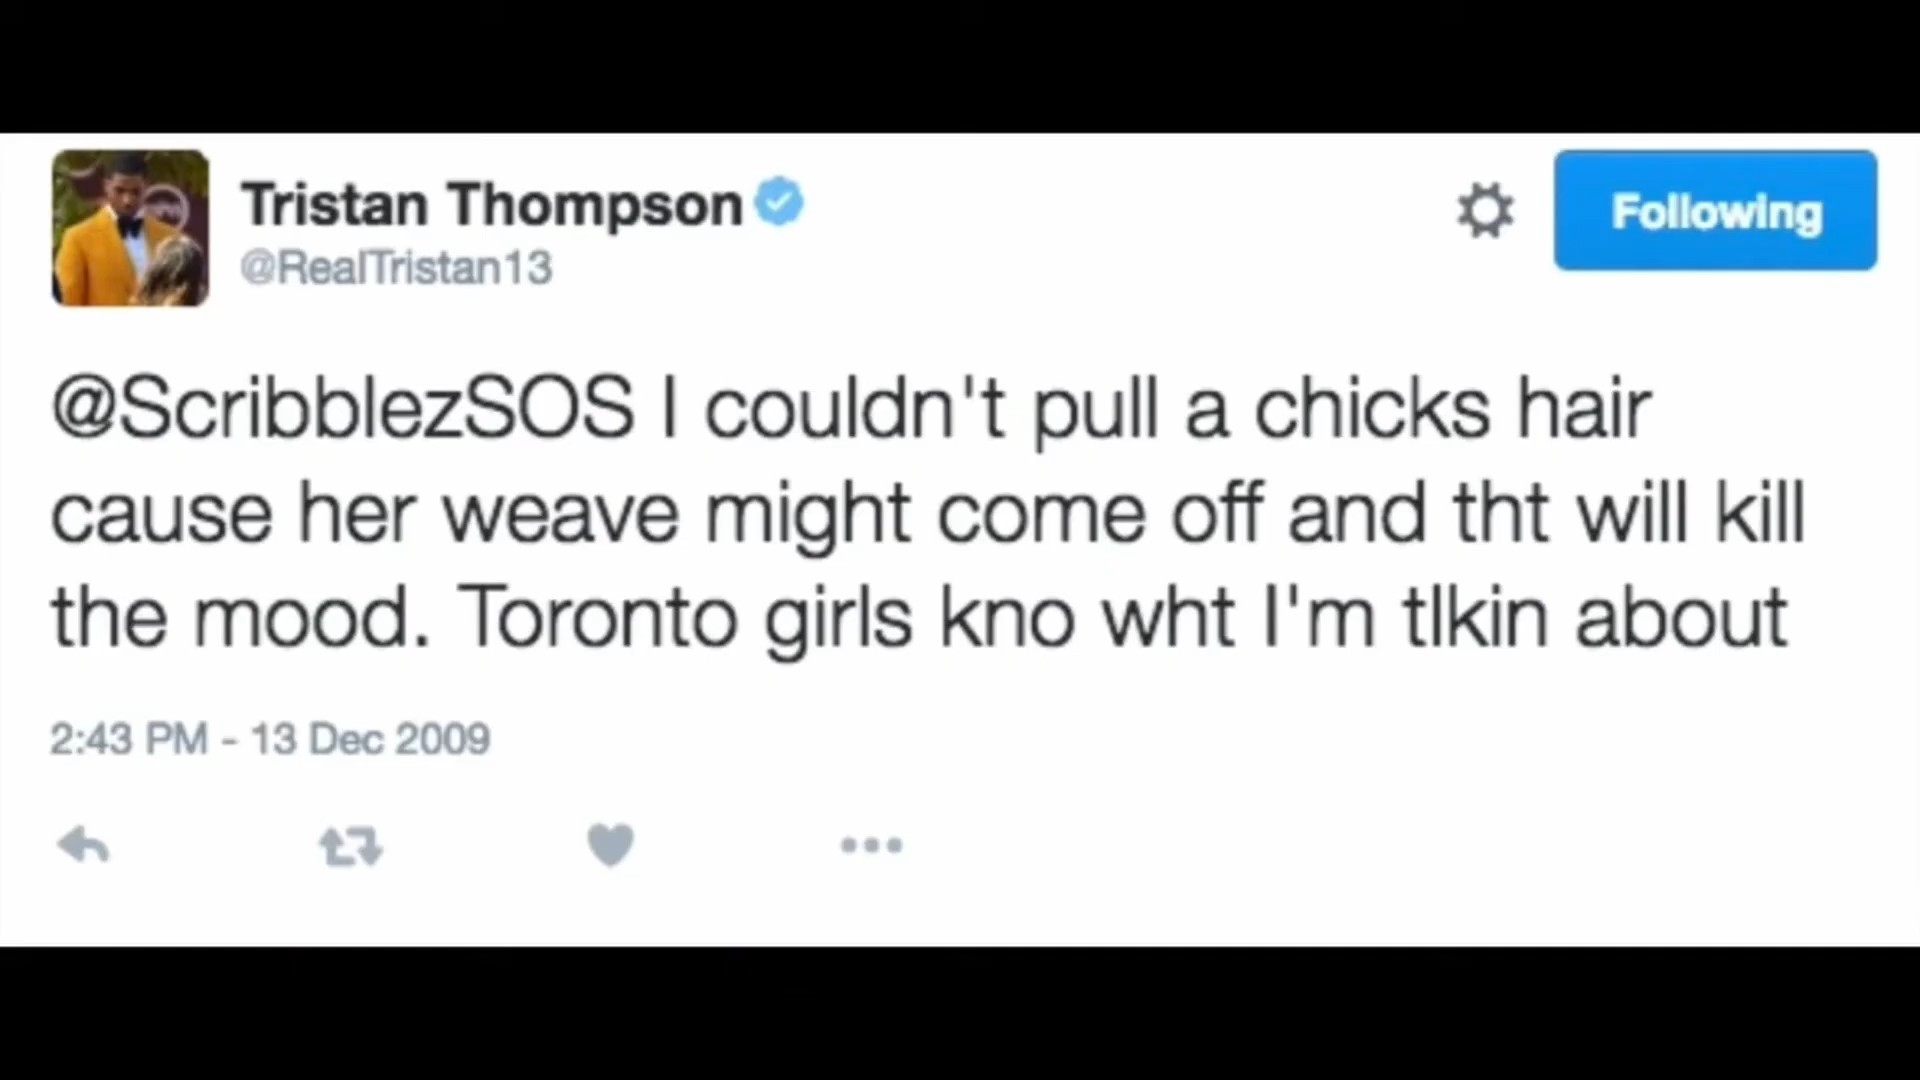 Tristan Thompson
@RealTristan13
Following
@ScribblezSOS I couldn't pull a chicks hair
cause her weave might come off and tht will kill
the mood. Toronto girls kno wht I'm tlkin about
2:43 PM - 13 Dec 2009